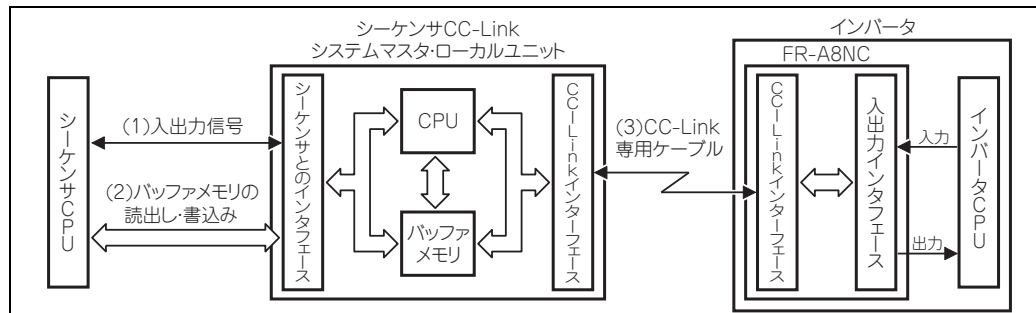 シーケンサCC-Link
システムマスタ・ローカルユニット
インバータ
FR-A8NC
シーケンサCPU
(1)入出力信号
(2)バッファメモリの
読出し・書込み
シーケンサとのインタフェース
CPU
バッファ
メモリ
CC-Linkインターフェース
(3)CC-Link
専用ケーブル
CC-Linkインターフェース
入出力インタフェース
入力
出力
インバータCPU